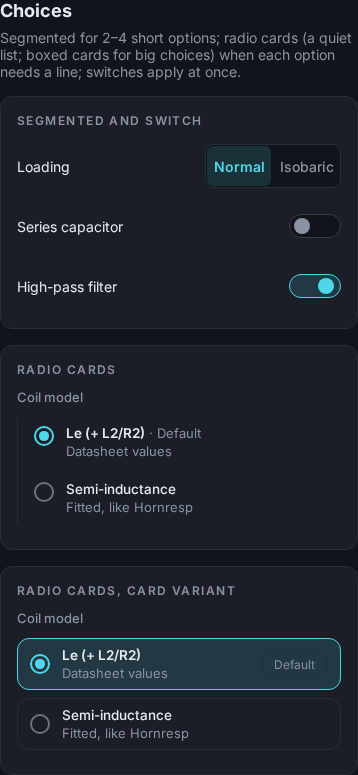 Choices
Segmented for 2–4 short options; radio cards (a quiet
list; boxed cards for big choices) when each option
needs a line; switches apply at once.
SEGMENTED AND SWITCH
Loading Normal Isobaric
Series capacitor
High-pass filter
RADIO CARDS
Coil model
Le (+ L2/R2) · Default
Datasheet values
Semi-inductance
Fitted, like Hornresp
RADIO CARDS, CARD VARIANT
Coil model
Le (+ L2/R2) Default
Datasheet values
Semi-inductance
Fitted, like Hornresp